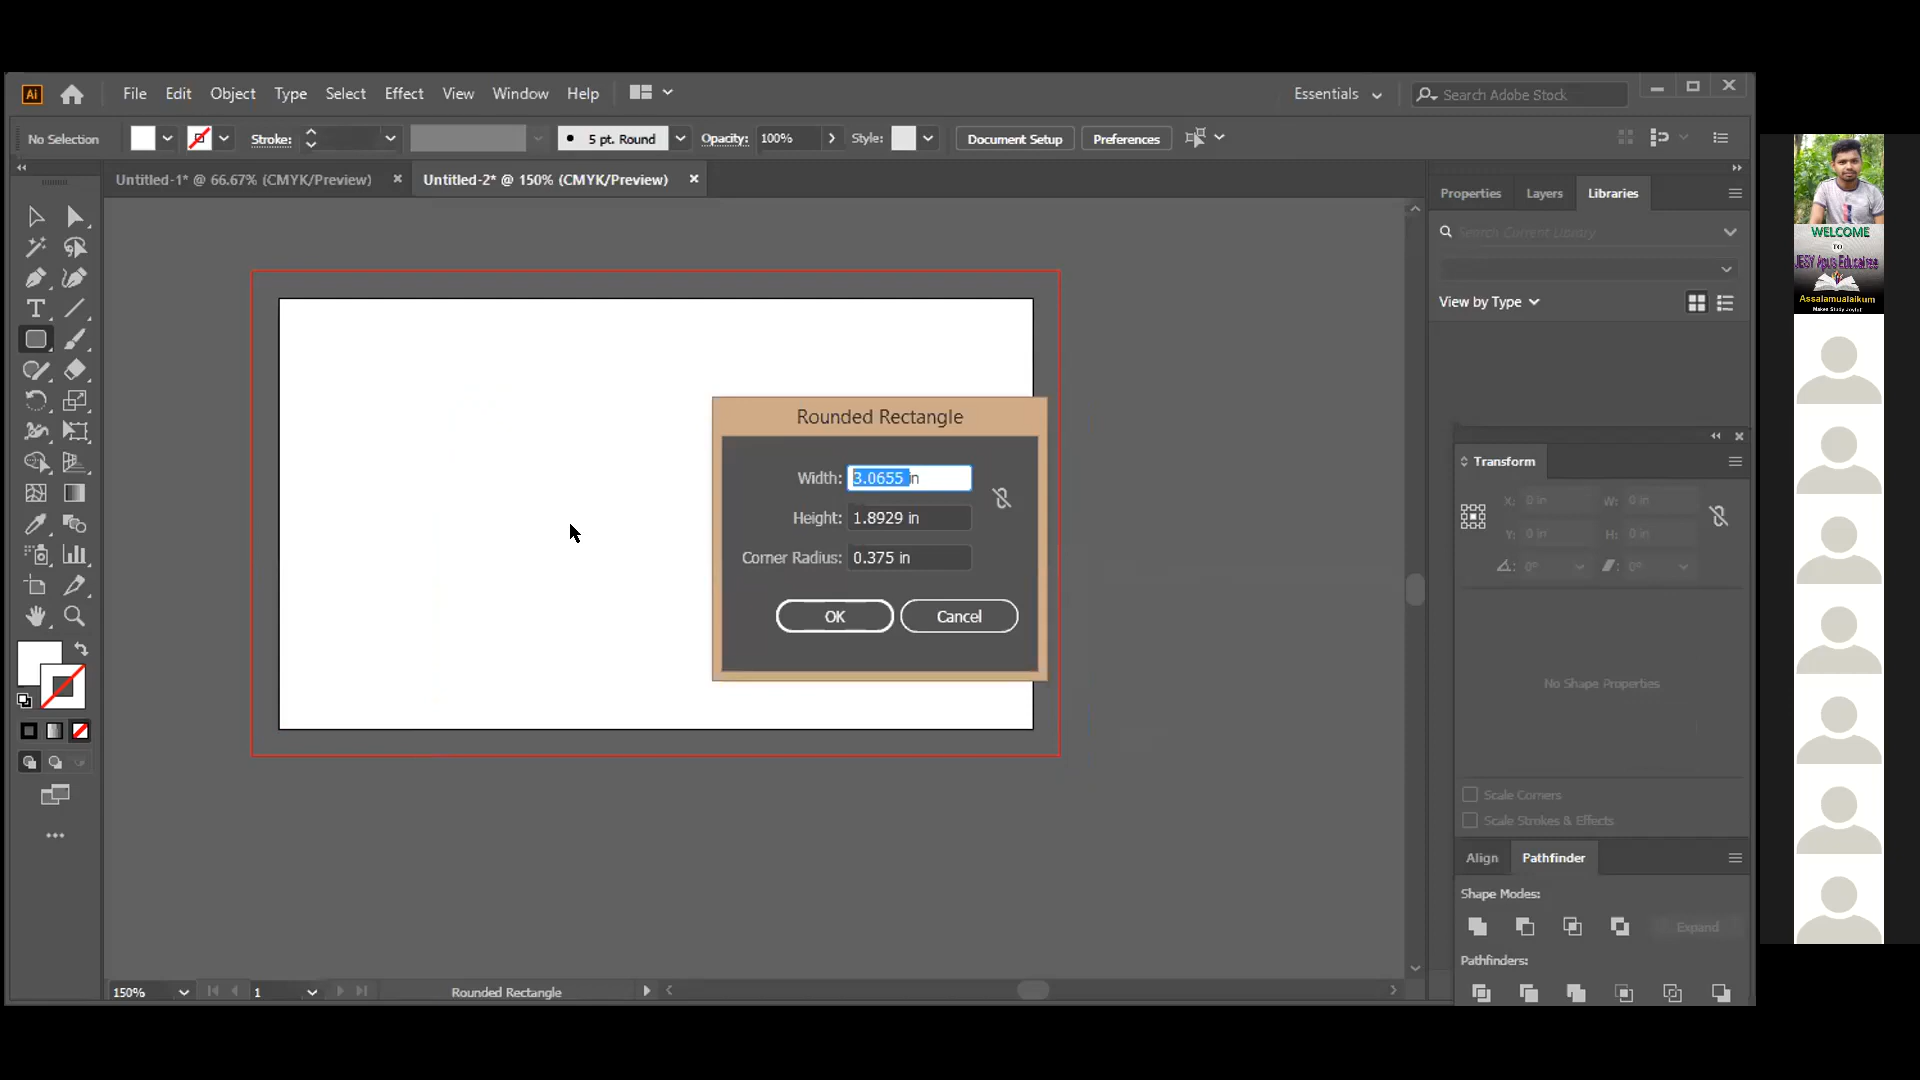 Ai File Edit Object Type Select Effect View Window Help Essentials Search Adobe Stock
No Selection Stroke: 5 pt. Round Opacity: 100% Style: Document Setup Preferences
Untitled-1* @ 66.67% (CMYK/Preview) Untitled-2* @ 150% (CMYK/Preview)
Properties Layers Libraries
Search Current Library
View by Type
Rounded Rectangle
Width: 3.0655 in
Height: 1.8929 in
Corner Radius: 0.375 in
OK Cancel
Transform
X: 0 in W: 0 in
Y: 0 in H: 0 in
0° 0°
No Shape Properties
Scale Corners
Scale Strokes & Effects
Align Pathfinder
Shape Modes:
Expand
Pathfinders:
150% 1 Rounded Rectangle
WELCOME
TO
JESY Apus Educairee
Assalamualaikum
Makes Study Joyful